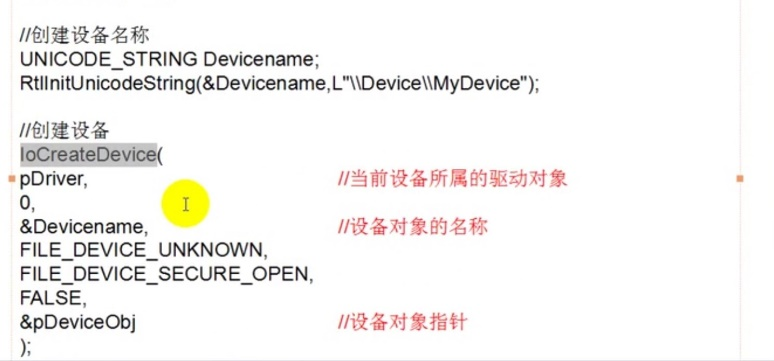 //创建设备名称
UNICODE_STRING Devicename;
RtlInitUnicodeString(&Devicename,L"\\Device\\MyDevice");
//创建设备
IoCreateDevice(
pDriver, //当前设备所属的驱动对象
0,
&Devicename, //设备对象的名称
FILE_DEVICE_UNKNOWN,
FILE_DEVICE_SECURE_OPEN,
FALSE,
&pDeviceObj //设备对象指针
);